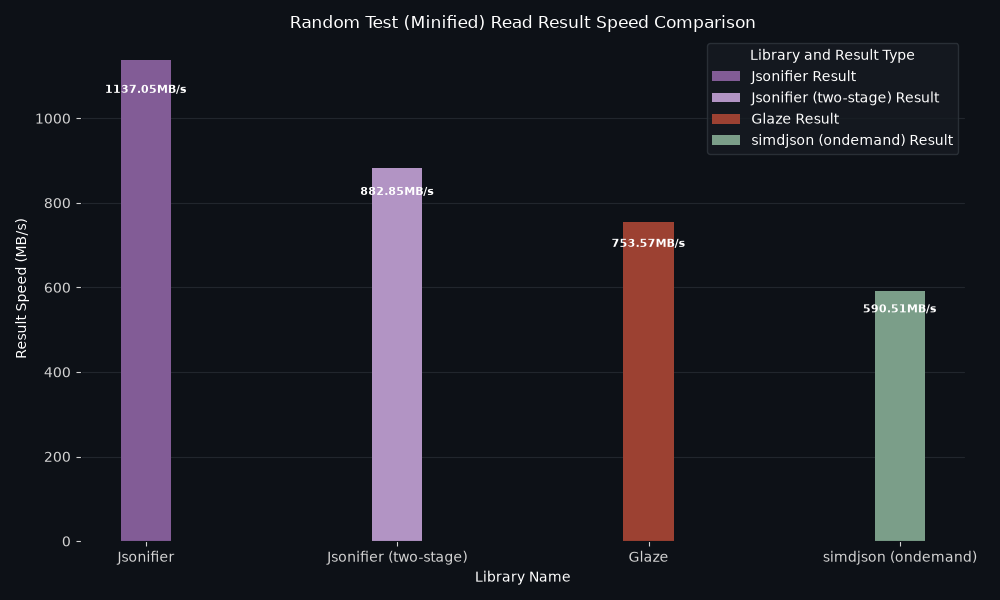 Random Test (Minified) Read Result Speed Comparison
Library and Result Type
Jsonifier Result
Jsonifier (two-stage) Result
Glaze Result
simdjson (ondemand) Result
1137.05MB/s
882.85MB/s
753.57MB/s
590.51MB/s
Result Speed (MB/s)
1000
800
600
400
200
0
Jsonifier
Jsonifier (two-stage)
Glaze
simdjson (ondemand)
Library Name